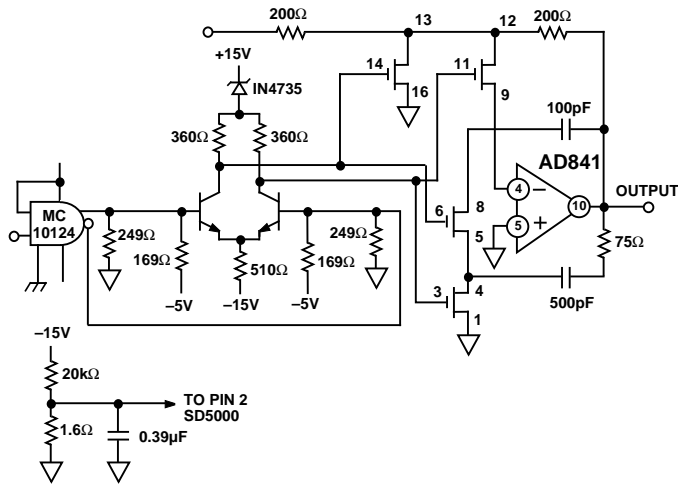 200Ω
13
12
200Ω
+15V
14
11
IN4735
16
9
100pF
360Ω
360Ω
AD841
MC
10124
4
–
OUTPUT
6
8
10
5
+
249Ω
169Ω
510Ω
169Ω
249Ω
5
75Ω
–5V
–15V
–5V
3
4
500pF
1
–15V
20kΩ
TO PIN 2
SD5000
1.6Ω
0.39µF